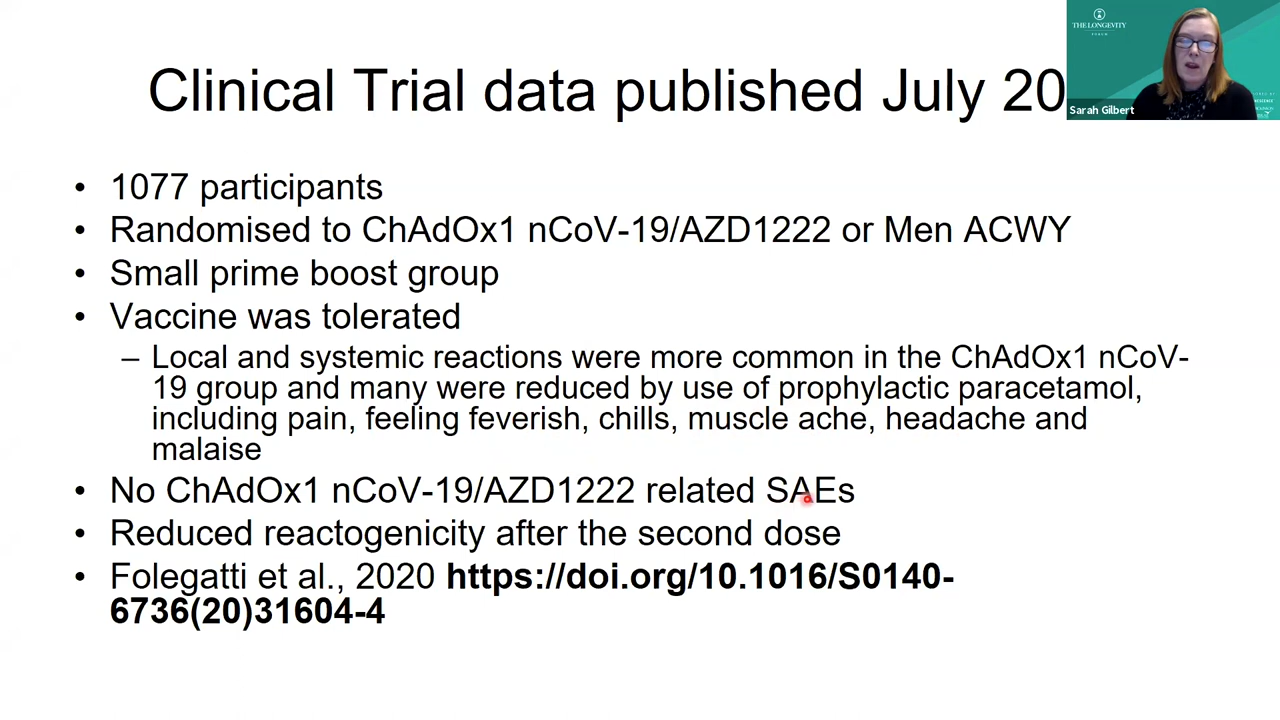 Clinical Trial data published July 20
THE LONGEVITY
FORUM
Sarah Gilbert
• 1077 participants
• Randomised to ChAdOx1 nCoV-19/AZD1222 or Men ACWY
• Small prime boost group
• Vaccine was tolerated
– Local and systemic reactions were more common in the ChAdOx1 nCoV-
19 group and many were reduced by use of prophylactic paracetamol,
including pain, feeling feverish, chills, muscle ache, headache and
malaise
• No ChAdOx1 nCoV-19/AZD1222 related SAEs
• Reduced reactogenicity after the second dose
• Folegatti et al., 2020 https://doi.org/10.1016/S0140-
6736(20)31604-4